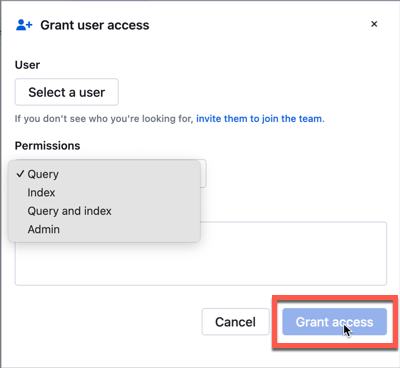 Grant user access
User
Select a user
If you don't see who you're looking for, invite them to join the team.
Permissions
✓ Query
Index
Query and index
Admin
Cancel
Grant access